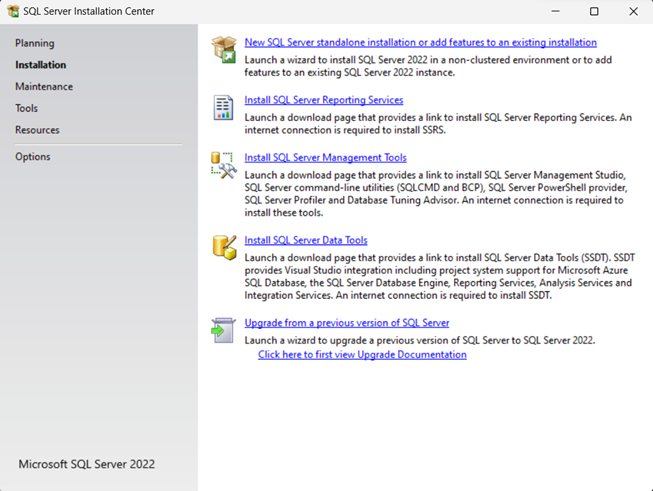 SQL Server Installation Center
Planning
Installation
Maintenance
Tools
Resources
Options
Microsoft SQL Server 2022
New SQL Server standalone installation or add features to an existing installation
Launch a wizard to install SQL Server 2022 in a non-clustered environment or to add
features to an existing SQL Server 2022 instance.
Install SQL Server Reporting Services
Launch a download page that provides a link to install SQL Server Reporting Services. An
internet connection is required to install SSRS.
Install SQL Server Management Tools
Launch a download page that provides a link to install SQL Server Management Studio,
SQL Server command-line utilities (SQLCMD and BCP), SQL Server PowerShell provider,
SQL Server Profiler and Database Tuning Advisor. An internet connection is required to
install these tools.
Install SQL Server Data Tools
Launch a download page that provides a link to install SQL Server Data Tools (SSDT). SSDT
provides Visual Studio integration including project system support for Microsoft Azure
SQL Database, the SQL Server Database Engine, Reporting Services, Analysis Services and
Integration Services. An internet connection is required to install SSDT.
Upgrade from a previous version of SQL Server
Launch a wizard to upgrade a previous version of SQL Server to SQL Server 2022.
Click here to first view Upgrade Documentation